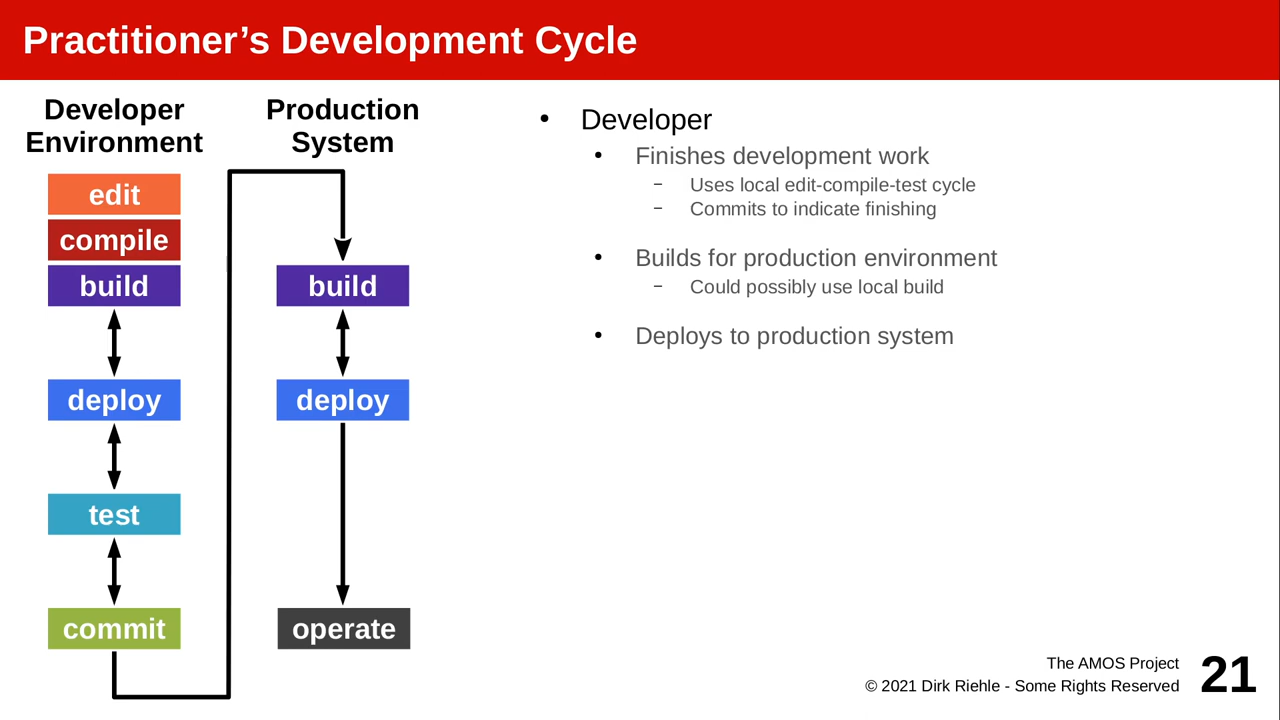 Practitioner’s Development Cycle
Developer
Environment
edit
compile
build
deploy
test
commit
Production
System
build
deploy
operate
• Developer
• Finishes development work
– Uses local edit-compile-test cycle
– Commits to indicate finishing
• Builds for production environment
– Could possibly use local build
• Deploys to production system
The AMOS Project
© 2021 Dirk Riehle - Some Rights Reserved
21